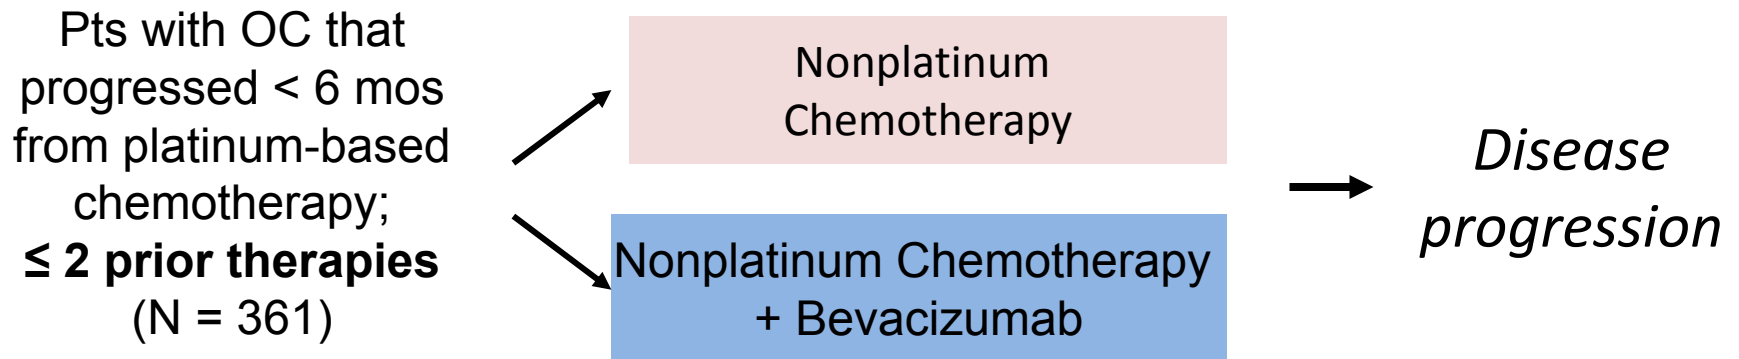 Pts with OC that
progressed < 6 mos
from platinum-based
chemotherapy;
≤ 2 prior therapies
(N = 361)
Nonplatinum
Chemotherapy
Nonplatinum Chemotherapy
+ Bevacizumab
Disease
progression